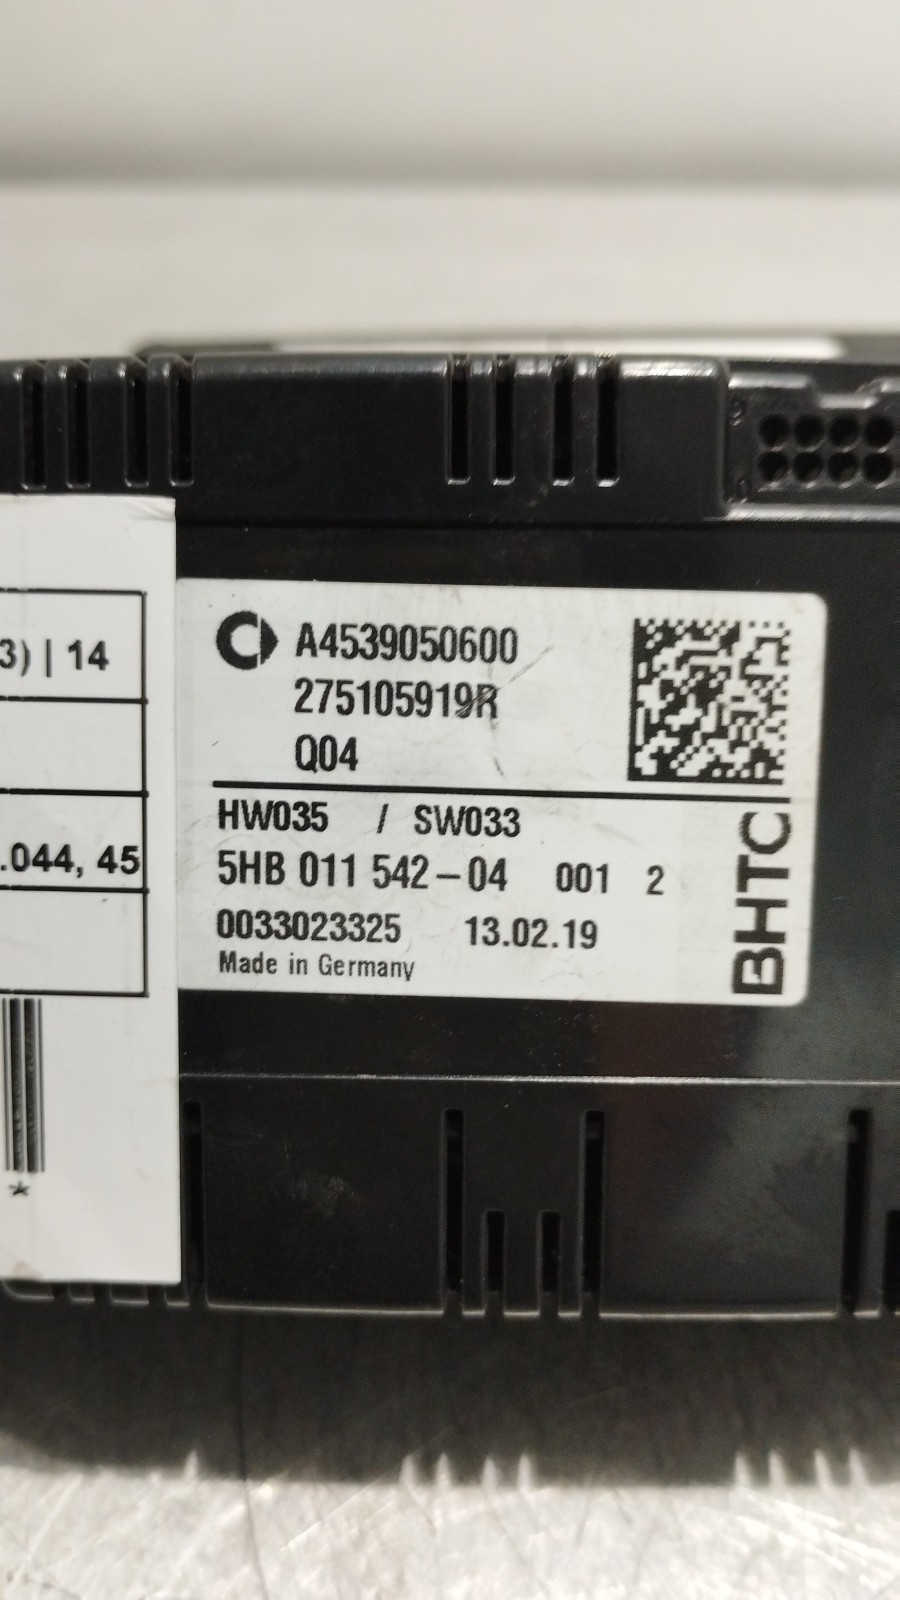 3) | 14
.044, 45
*
A4539050600
275105919R
Q04
HW035 / SW033
5HB 011 542-04 001 2
0033023325 13.02.19
Made in Germany
BHTC